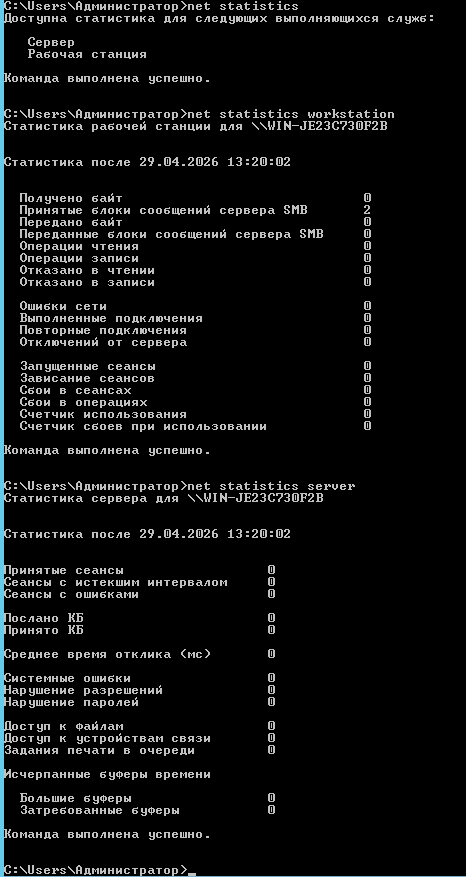 C:\Users\Администратор>net statistics
Доступна статистика для следующих выполняющихся служб:
Сервер
Рабочая станция
Команда выполнена успешно.
C:\Users\Администратор>net statistics workstation
Статистика рабочей станции для \\WIN-JE23C730F2B
Статистика после 29.04.2026 13:20:02
Получено байт 0
Принятые блоки сообщений сервера SMB 2
Передано байт 0
Переданные блоки сообщений сервера SMB 0
Операции чтения 0
Операции записи 0
Отказано в чтении 0
Отказано в записи 0
Ошибки сети 0
Выполненные подключения 0
Повторные подключения 0
Отключений от сервера 0
Запущенные сеансы 0
Зависание сеансов 0
Сбои в сеансах 0
Сбои в операциях 0
Счетчик использования 0
Счетчик сбоев при использовании 0
Команда выполнена успешно.
C:\Users\Администратор>net statistics server
Статистика сервера для \\WIN-JE23C730F2B
Статистика после 29.04.2026 13:20:02
Принятые сеансы 0
Сеансы с истекшим интервалом 0
Сеансы с ошибками 0
Послано КБ 0
Принято КБ 0
Среднее время отклика (мс) 0
Системные ошибки 0
Нарушение разрешений 0
Нарушение паролей 0
Доступ к файлам 0
Доступ к устройствам связи 0
Задания печати в очереди 0
Исчерпанные буферы времени
Большие буферы 0
Затребованные буферы 0
Команда выполнена успешно.
C:\Users\Администратор>_